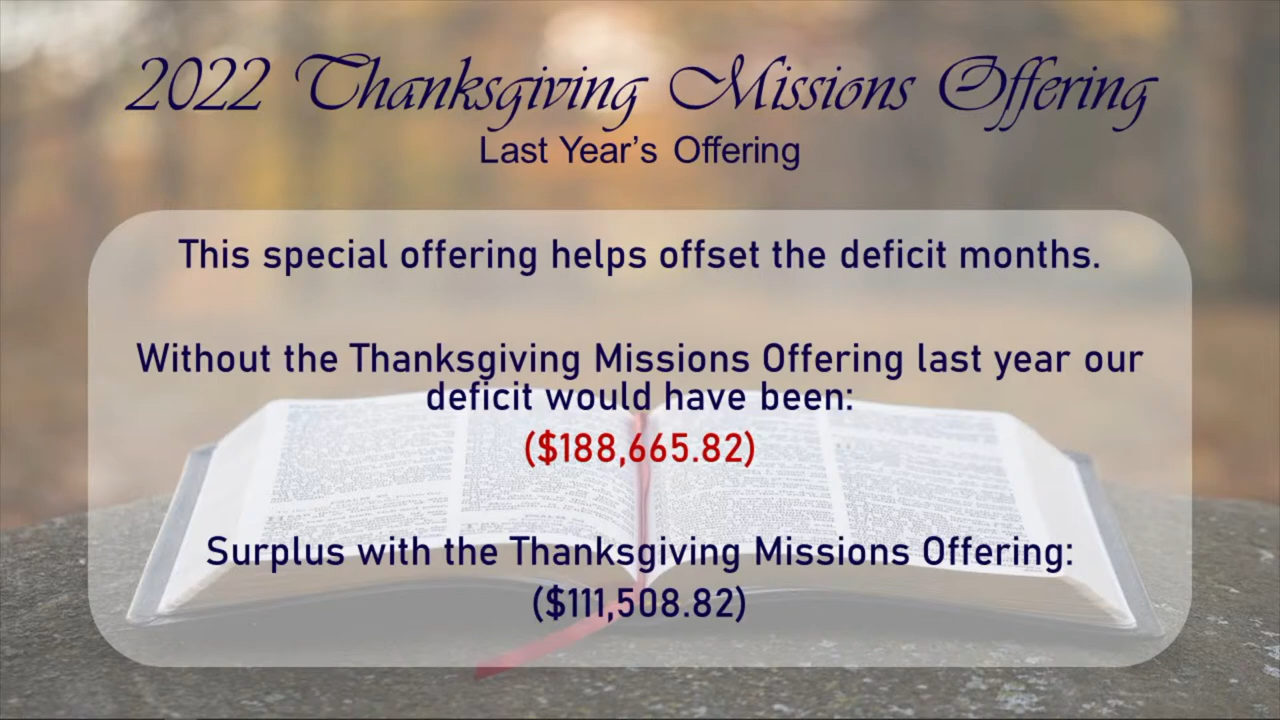 2022 Thanksgiving Missions Offering
Last Year's Offering
This special offering helps offset the deficit months.
Without the Thanksgiving Missions Offering last year our
deficit would have been:
($188,665.82)
Surplus with the Thanksgiving Missions Offering:
($111,508.82)